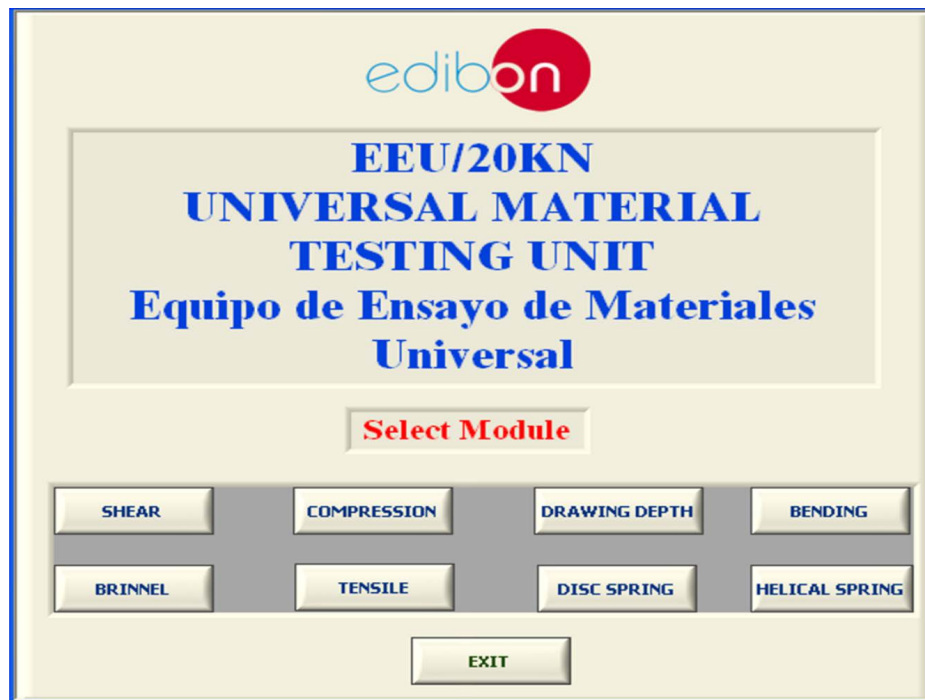 edibon
EEU/20KN
UNIVERSAL MATERIAL
TESTING UNIT
Equipo de Ensayo de Materiales
Universal
Select Module
SHEAR
COMPRESSION
DRAWING DEPTH
BENDING
BRINNEL
TENSILE
DISC SPRING
HELICAL SPRING
EXIT